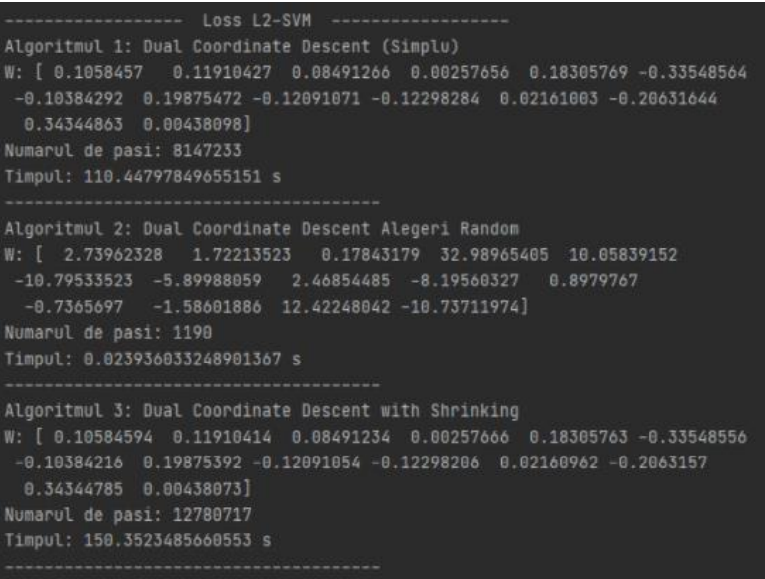 ------------------ Loss L2-SVM ------------------
Algoritmul 1: Dual Coordinate Descent (Simplu)
W: [ 0.1058457   0.11910427  0.08491266  0.00257656  0.18305769 -0.33548564
 -0.10384292  0.19875472 -0.12091071 -0.12298284  0.02161003 -0.20631644
  0.34344863  0.00438098]
Numarul de pasi: 8147233
Timpul: 110.44797849655151 s
--------------------------------------
Algoritmul 2: Dual Coordinate Descent Alegeri Random
W: [  2.73962328   1.72213523   0.17843179  32.98965405  10.05839152
 -10.79533523  -5.89988059   2.46854485  -8.19560327   0.8979767
  -0.7365697   -1.58601886  12.42248042 -10.73711974]
Numarul de pasi: 1190
Timpul: 0.023936033248901367 s
--------------------------------------
Algoritmul 3: Dual Coordinate Descent with Shrinking
W: [ 0.10584594  0.11910414  0.08491234  0.00257666  0.18305763 -0.33548556
 -0.10384216  0.19875392 -0.12091054 -0.12298206  0.02160962 -0.2063157
  0.34344785  0.00438073]
Numarul de pasi: 12780717
Timpul: 150.3523485660553 s
--------------------------------------